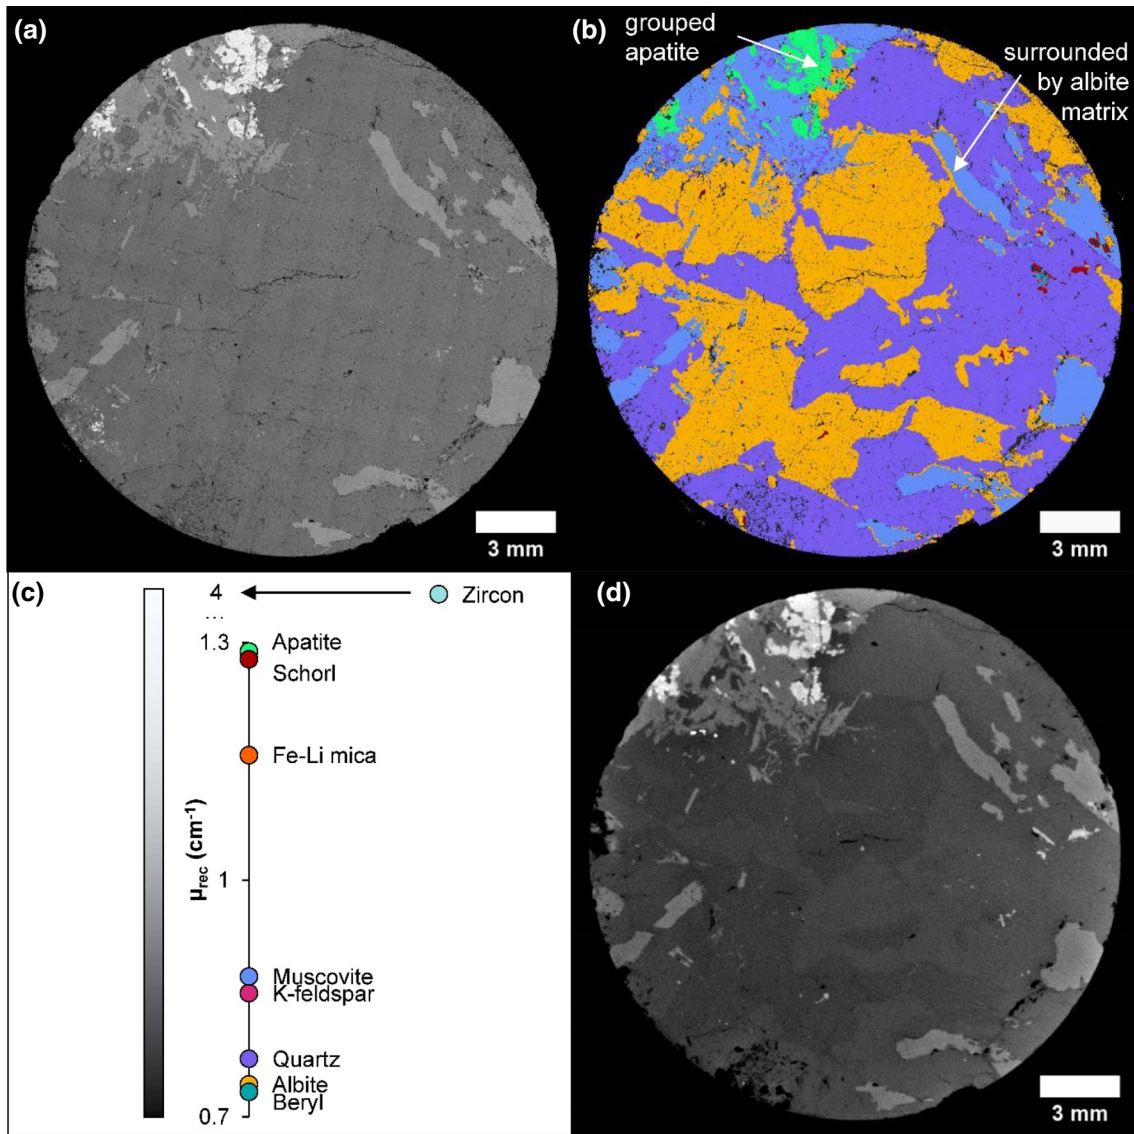 (a)
3 mm
(b)
grouped
apatite
surrounded
by albite
matrix
3 mm
(c)
4
...
1.3
1
0.7
μrec (cm-1)
Zircon
Apatite
Schorl
Fe-Li mica
Muscovite
K-feldspar
Quartz
Albite
Beryl
(d)
3 mm